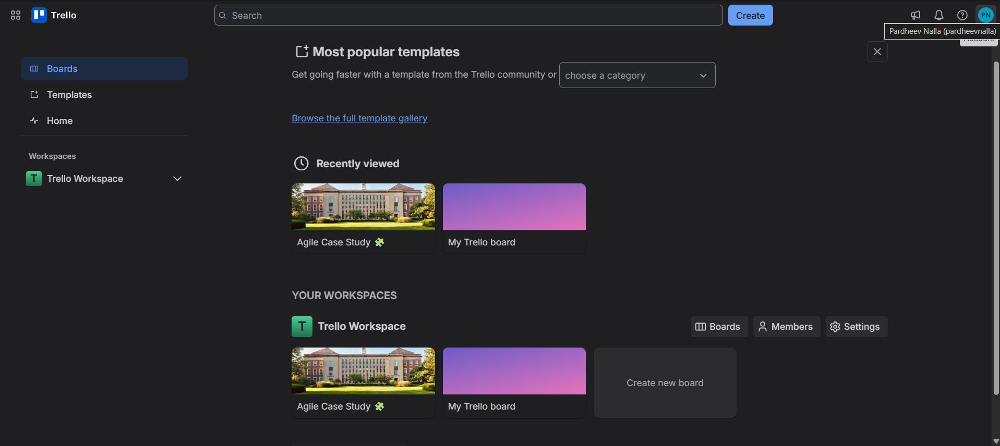 Trello
Search
Create
PN
Pardheev Nalla (pardheevnalla)
Account
Most popular templates
Get going faster with a template from the Trello community or
choose a category
Boards
Templates
Home
Browse the full template gallery
Workspaces
T
Trello Workspace
Recently viewed
Agile Case Study 🧩
My Trello board
YOUR WORKSPACES
T
Trello Workspace
Boards
Members
Settings
Agile Case Study 🧩
My Trello board
Create new board